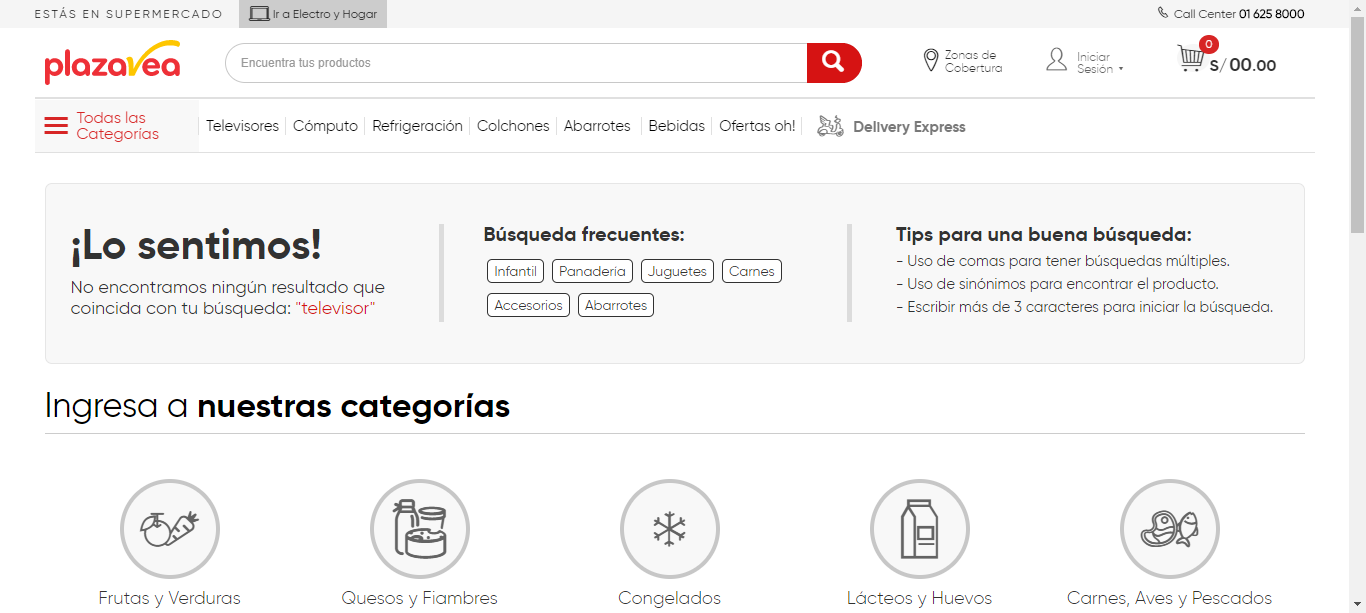 ESTÁS EN SUPERMERCADO
Ir a Electro y Hogar
Call Center 01 625 8000
plazavea
Encuentra tus productos
Zonas de
Cobertura
Iniciar
Sesión
0
S/ 00.00
Todas las
Categorías
Televisores
Cómputo
Refrigeración
Colchones
Abarrotes
Bebidas
Ofertas oh!
Delivery Express
¡Lo sentimos!
No encontramos ningún resultado que
coincida con tu búsqueda: "televisor"
Búsqueda frecuentes:
Infantil
Panadería
Juguetes
Carnes
Accesorios
Abarrotes
Tips para una buena búsqueda:
- Uso de comas para tener búsquedas múltiples.
- Uso de sinónimos para encontrar el producto.
- Escribir más de 3 caracteres para iniciar la búsqueda.
Ingresa a nuestras categorías
Frutas y Verduras
Quesos y Fiambres
Congelados
Lácteos y Huevos
Carnes, Aves y Pescados